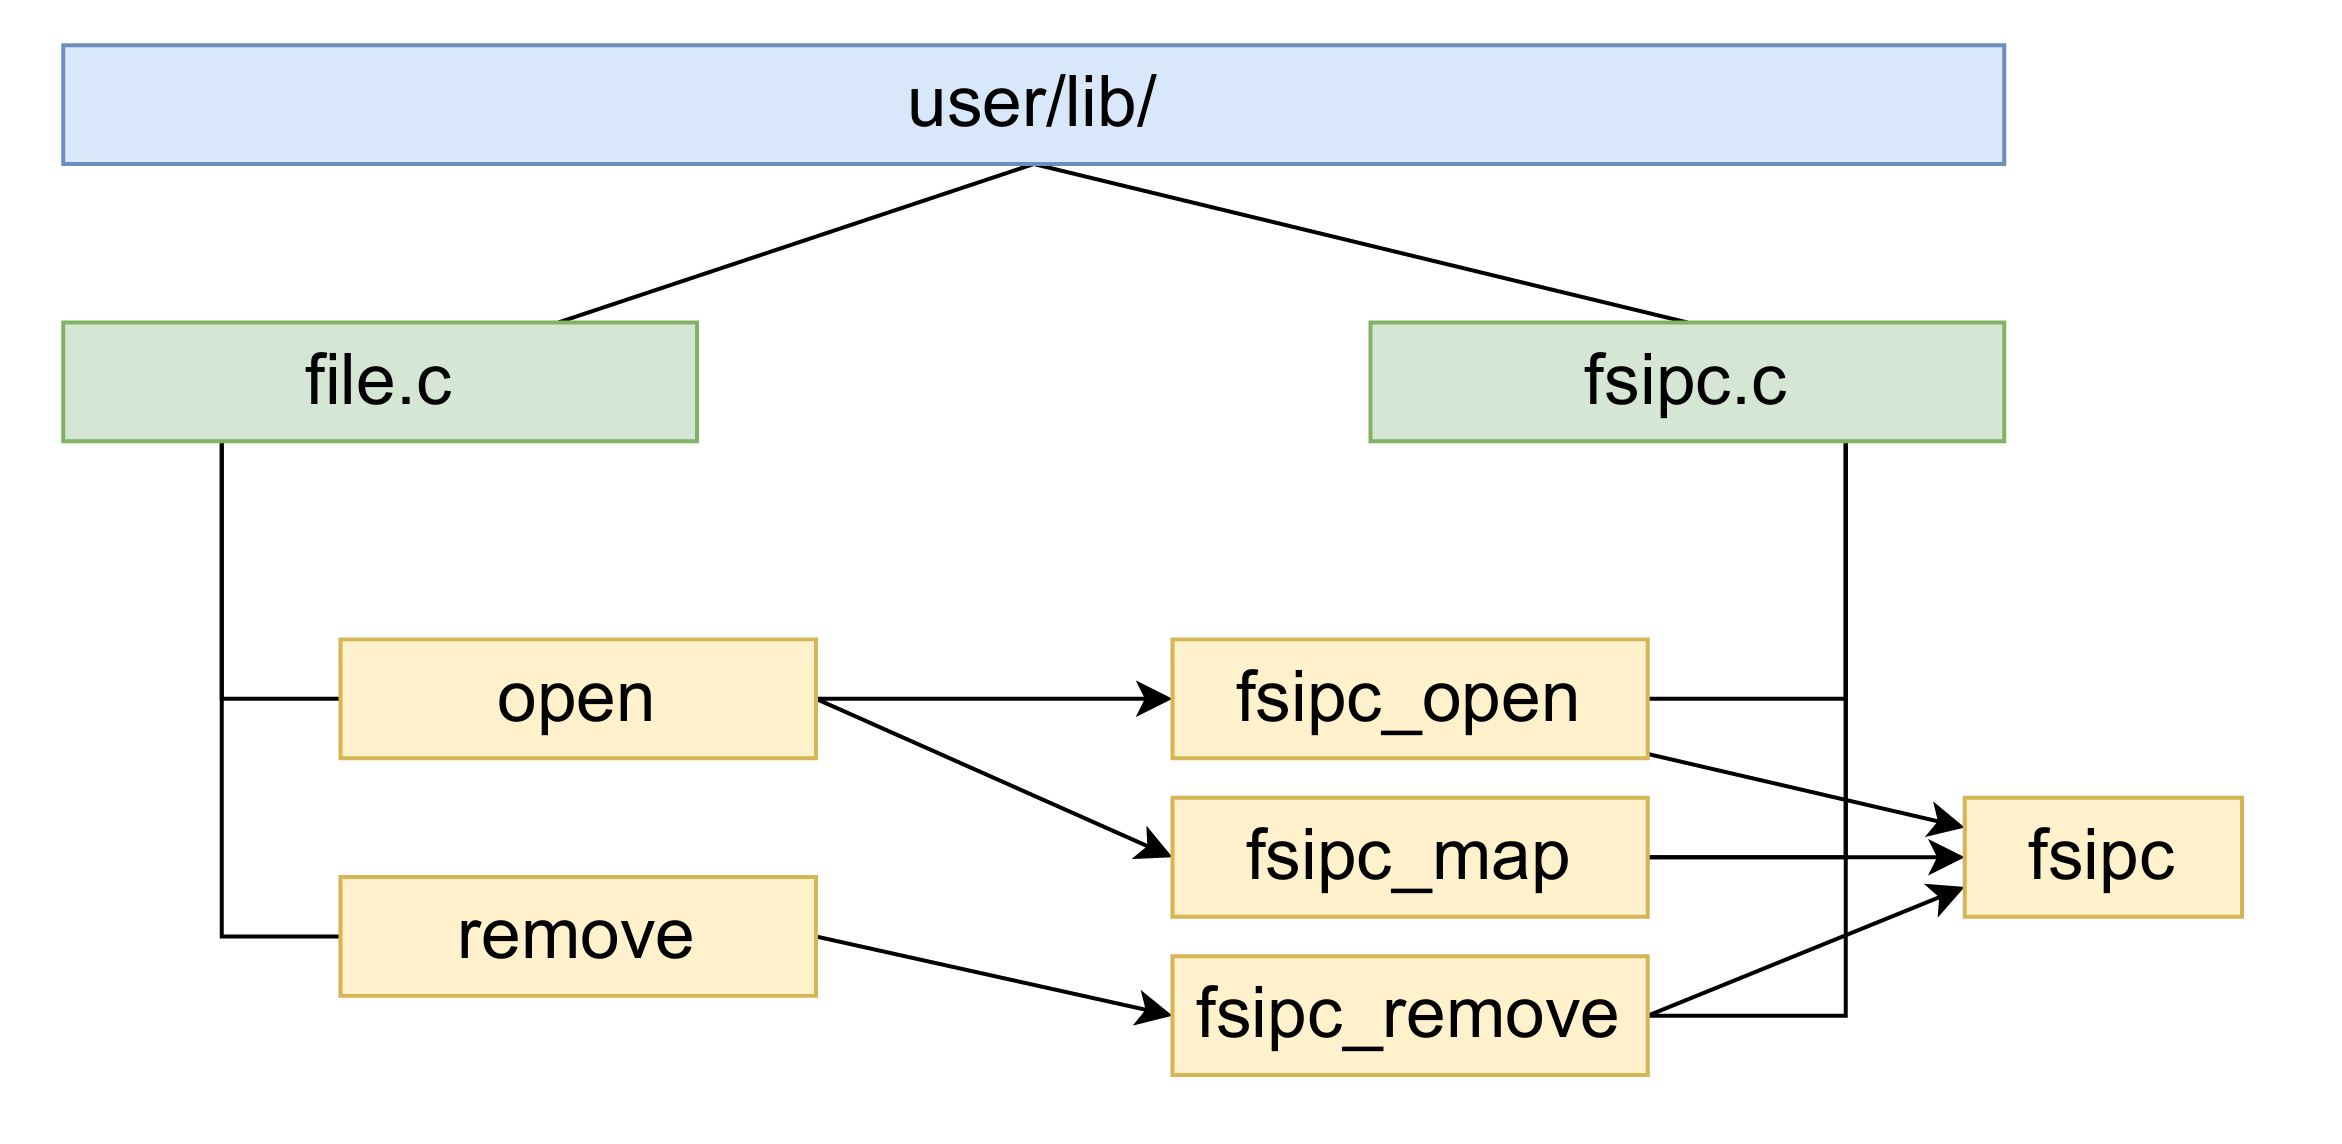 user/lib/
file.c
fsipc.c
open
fsipc_open
fsipc_map
fsipc
remove
fsipc_remove